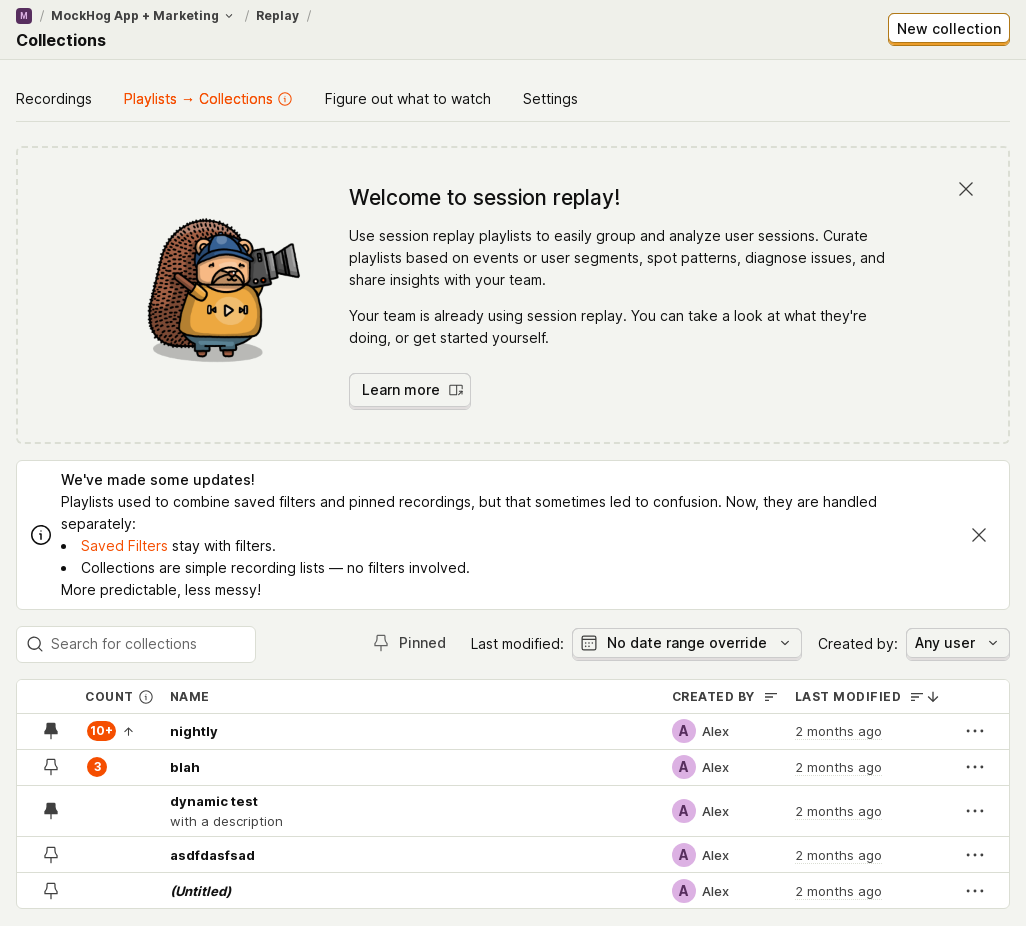 M / MockHog App + Marketing / Replay /
Collections
New collection
Recordings Playlists → Collections Figure out what to watch Settings
Welcome to session replay!
Use session replay playlists to easily group and analyze user sessions. Curate
playlists based on events or user segments, spot patterns, diagnose issues, and
share insights with your team.
Your team is already using session replay. You can take a look at what they're
doing, or get started yourself.
Learn more
We've made some updates!
Playlists used to combine saved filters and pinned recordings, but that sometimes led to confusion. Now, they are handled
separately:
• Saved Filters stay with filters.
• Collections are simple recording lists — no filters involved.
More predictable, less messy!
Search for collections Pinned Last modified: No date range override Created by: Any user
COUNT NAME CREATED BY LAST MODIFIED
10+ nightly A Alex 2 months ago
3 blah A Alex 2 months ago
dynamic test A Alex 2 months ago
with a description
asdfdasfsad A Alex 2 months ago
(Untitled) A Alex 2 months ago